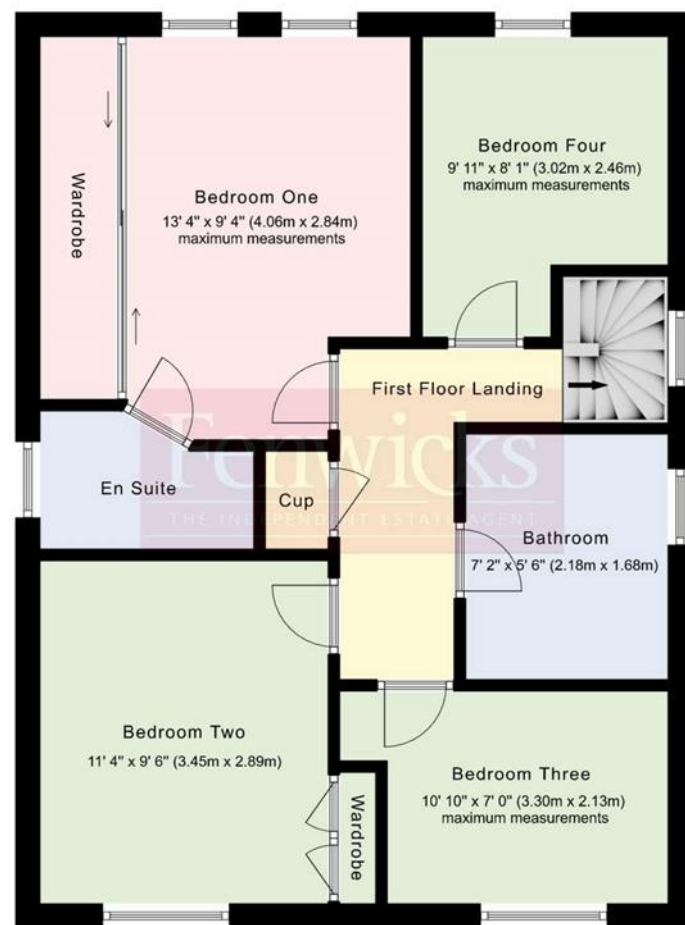 Bedroom One
13' 4" x 9' 4" (4.06m x 2.84m)
maximum measurements
Wardrobe
Bedroom Four
9' 11" x 8' 1" (3.02m x 2.46m)
maximum measurements
First Floor Landing
En Suite
Cup
Fenwicks
THE INDEPENDENT ESTATE AGENT
Bathroom
7' 2" x 5' 6" (2.18m x 1.68m)
Bedroom Two
11' 4" x 9' 6" (3.45m x 2.89m)
Wardrobe
Bedroom Three
10' 10" x 7' 0" (3.30m x 2.13m)
maximum measurements